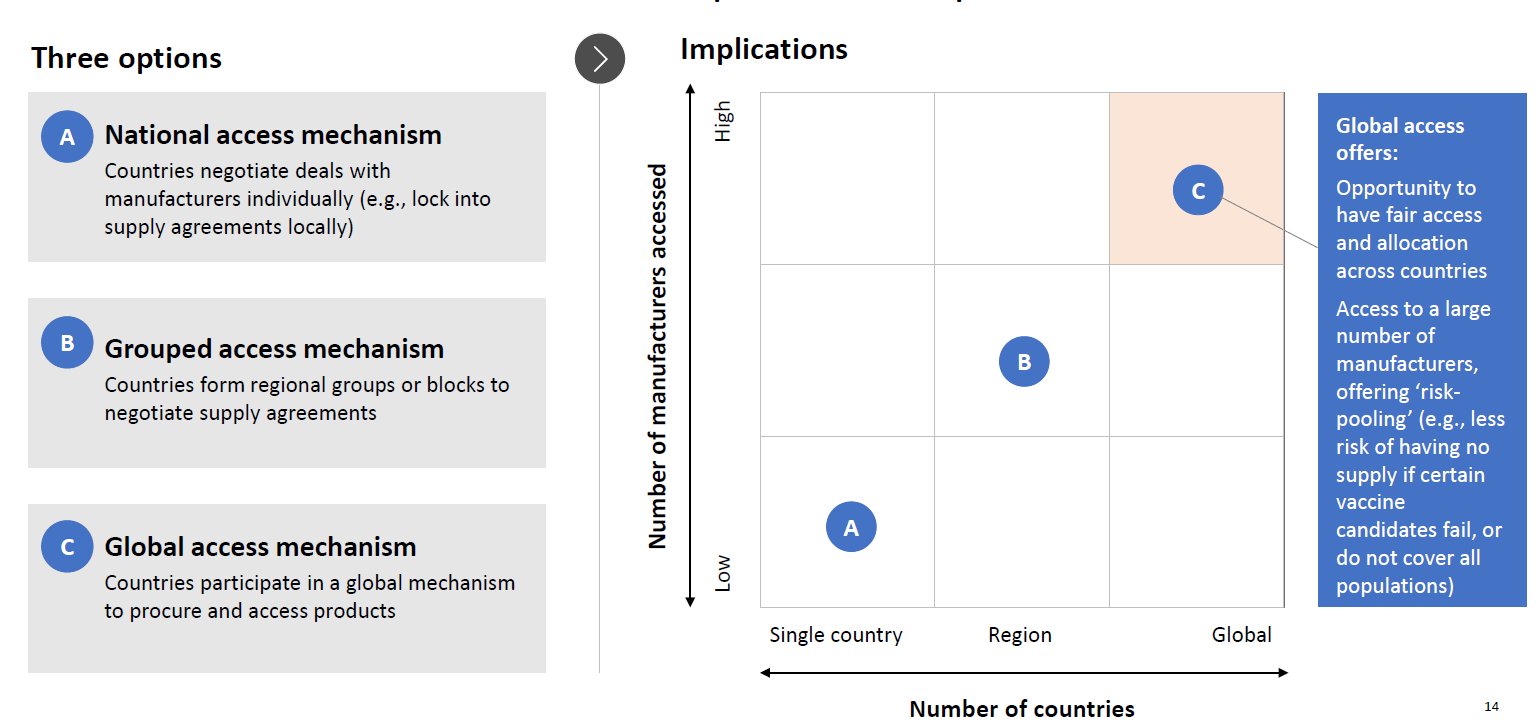 Three options
A
National access mechanism
Countries negotiate deals with
manufacturers individually (e.g., lock into
supply agreements locally)
B
Grouped access mechanism
Countries form regional groups or blocks to
negotiate supply agreements
C
Global access mechanism
Countries participate in a global mechanism
to procure and access products
Implications
Number of manufacturers accessed
High
Low
C
B
A
Single country
Region
Global
Number of countries
Global access
offers:
Opportunity to
have fair access
and allocation
across countries
Access to a large
number of
manufacturers,
offering ‘risk-
pooling’ (e.g., less
risk of having no
supply if certain
vaccine
candidates fail, or
do not cover all
populations)
14